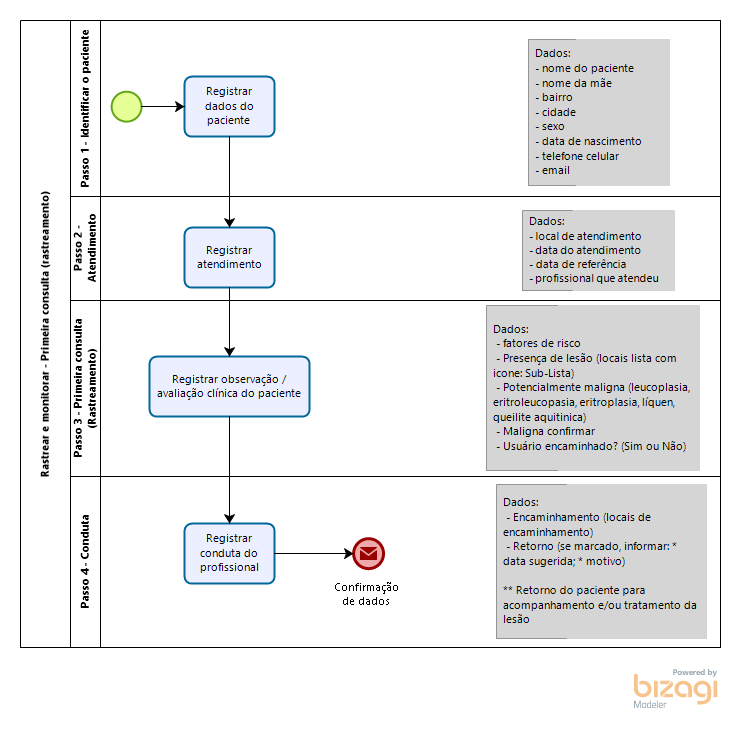 Rastrear e monitorar - Primeira consulta (rastreamento)
Passo 1 - Identificar o paciente
Registrar
dados do
paciente
Dados:
- nome do paciente
- nome da mãe
- bairro
- cidade
- sexo
- data de nascimento
- telefone celular
- email
Passo 2 -
Atendimento
Registrar
atendimento
Dados:
- local de atendimento
- data do atendimento
- data de referência
- profissional que atendeu
Passo 3 - Primeira consulta
(Rastreamento)
Registrar observação /
avaliação clínica do paciente
Dados:
- fatores de risco
- Presença de lesão (locais lista com
icone: Sub-Lista)
- Potencialmente maligna (leucoplasia,
eritroleucopasia, eritroplasia, líquen,
queilite aquitinica)
- Maligna confirmar
- Usuário encaminhado? (Sim ou Não)
Passo 4 - Conduta
Registrar
conduta do
profissional
Confirmação
de dados
Dados:
- Encaminhamento (locais de
encaminhamento)
- Retorno (se marcado, informar: *
data sugerida; * motivo)
** Retorno do paciente para
acompanhamento e/ou tratamento da
lesão
Powered by
bizagi
Modeler